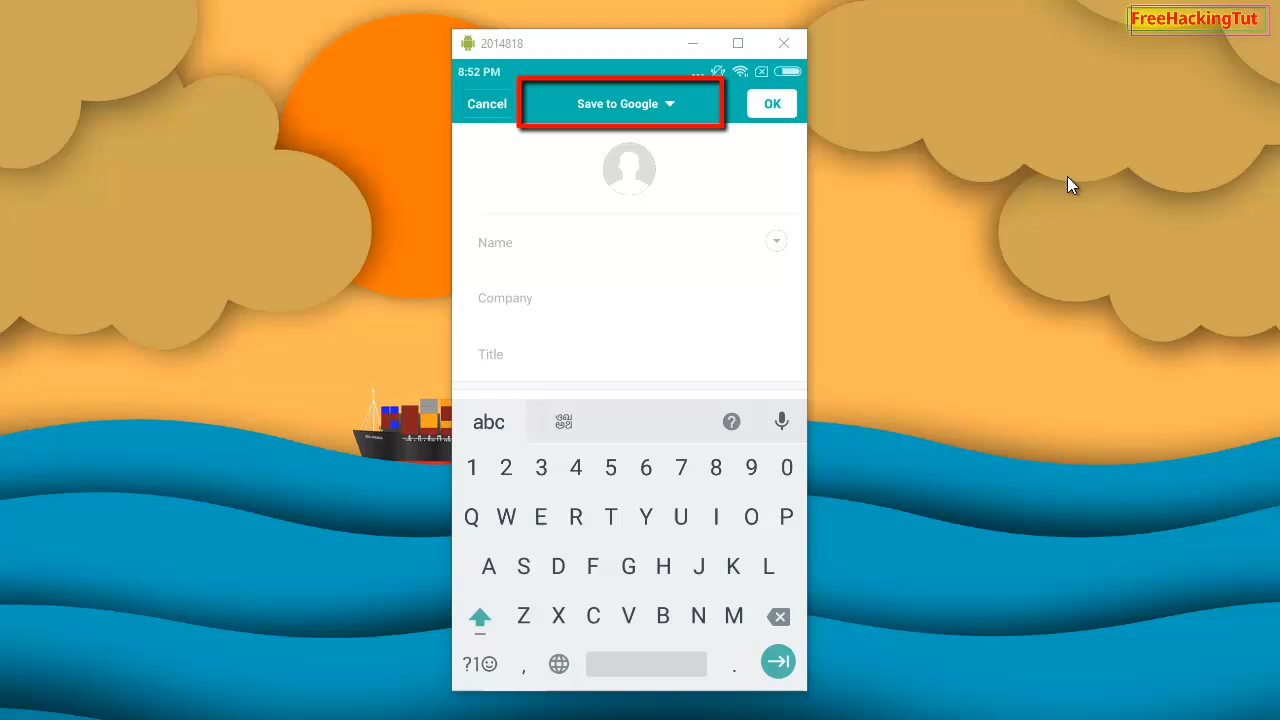 FreeHackingTut
2014818
8:52 PM
Cancel
Save to Google
OK
Name
Company
Title
abc
?
1 2 3 4 5 6 7 8 9 0
Q W E R T Y U I O P
A S D F G H J K L
Z X C V B N M
?1☺ , .